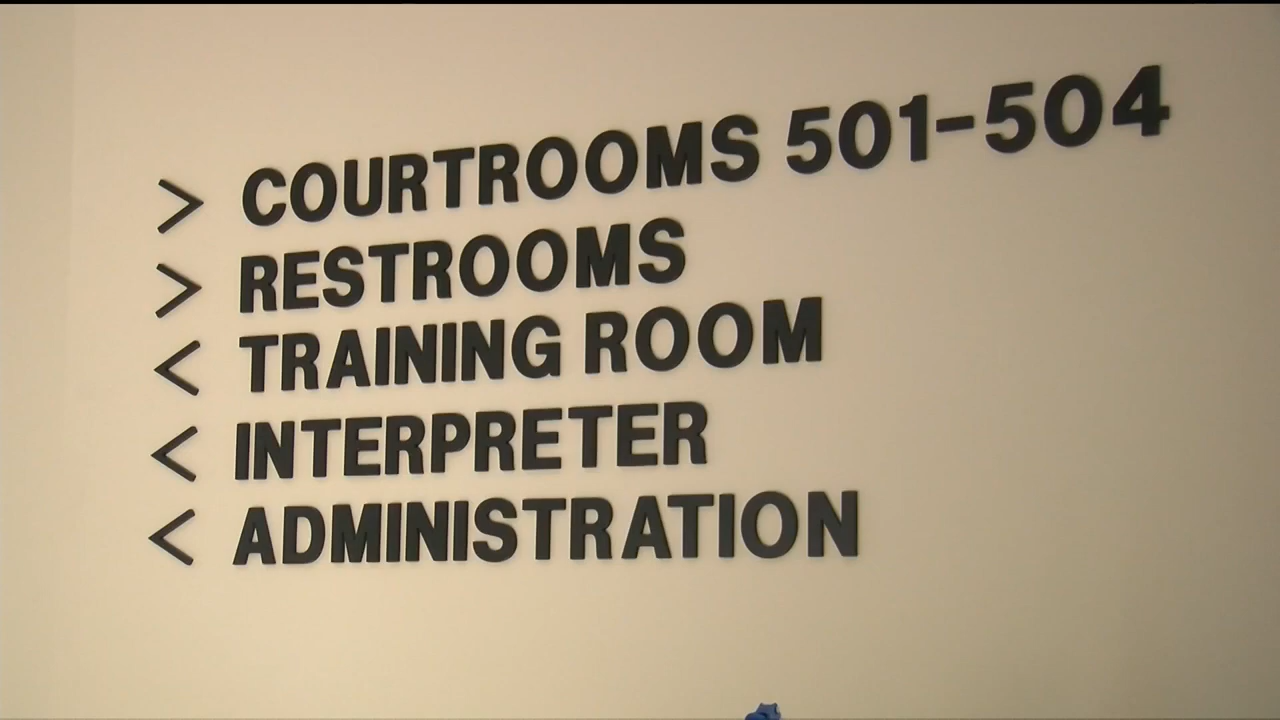 > COURTROOMS 501-504
> RESTROOMS
< TRAINING ROOM
< INTERPRETER
< ADMINISTRATION